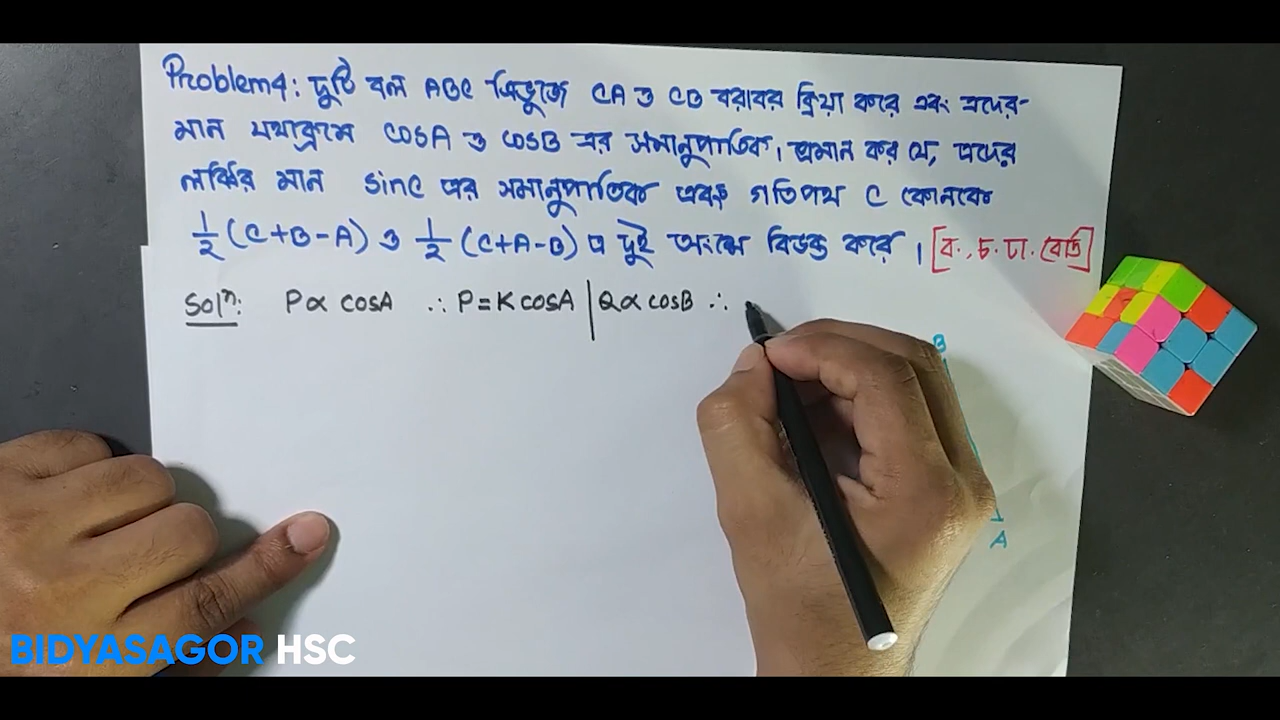 Problem4: দুটি বল ABC ত্রিভুজে CA ও CB বরাবর ক্রিয়া করে এবং এদের-
মান যথাক্রমে cosA ও cosB এর সমানুপাতিক। প্রমান কর যে, এদের
লব্ধির মান sinC এর সমানুপাতিক এবং গতিপথ C কোনকে
1/2 (C+B-A) ও 1/2 (C+A-B) এ দুই অংশে বিভক্ত করে। [ব., চ. ঢা. বোর্ড]
Solⁿ: P∝ cosA ∴ P=KcosA | Q∝ cosB ∴
B
A
BIDYASAGOR HSC